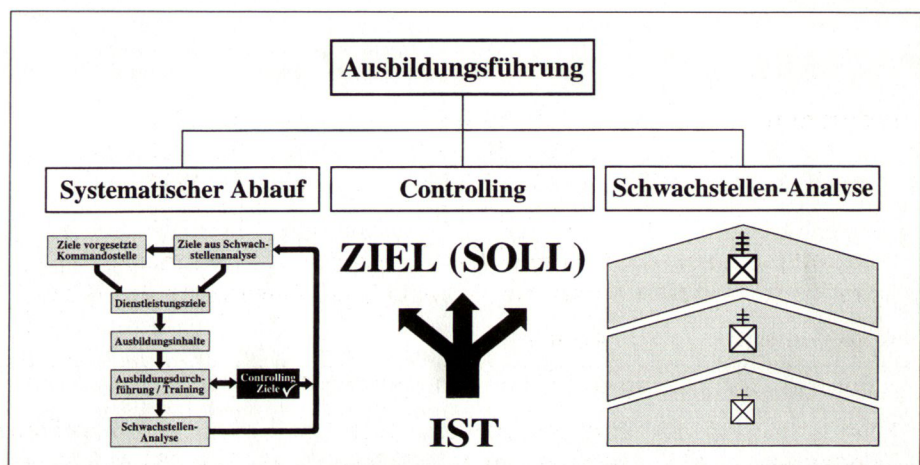 Ausbildungsführung
Systematischer Ablauf
Controlling
Schwachstellen-Analyse
Ziele vorgesetzte
Kommandostelle
Ziele aus Schwach-
stellenanalyse
Dienstleistungsziele
Ausbildungsinhalte
Ausbildungsdurch-
führung / Training
Controlling
Ziele
Schwachstellen-
Analyse
ZIEL (SOLL)
IST